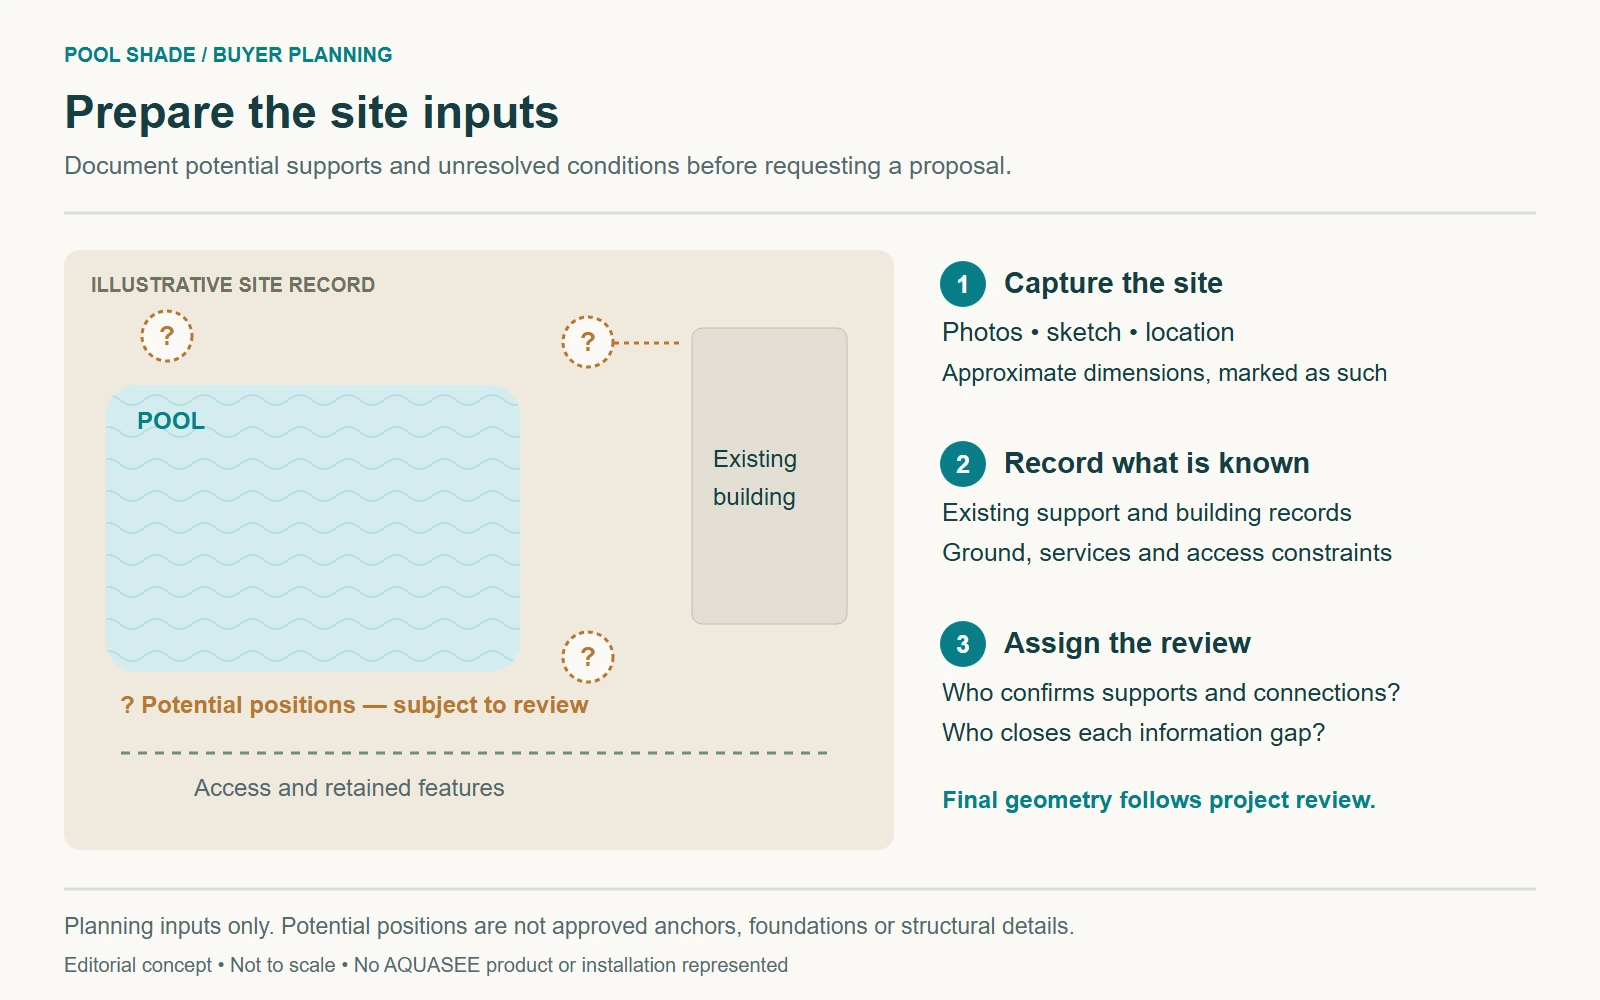 POOL SHADE / BUYER PLANNING
Prepare the site inputs
Document potential supports and unresolved conditions before requesting a proposal.
ILLUSTRATIVE SITE RECORD
?
?
POOL
Existing
building
?
? Potential positions — subject to review
Access and retained features
1 Capture the site
Photos • sketch • location
Approximate dimensions, marked as such
2 Record what is known
Existing support and building records
Ground, services and access constraints
3 Assign the review
Who confirms supports and connections?
Who closes each information gap?
Final geometry follows project review.
Planning inputs only. Potential positions are not approved anchors, foundations or structural details.
Editorial concept • Not to scale • No AQUASEE product or installation represented